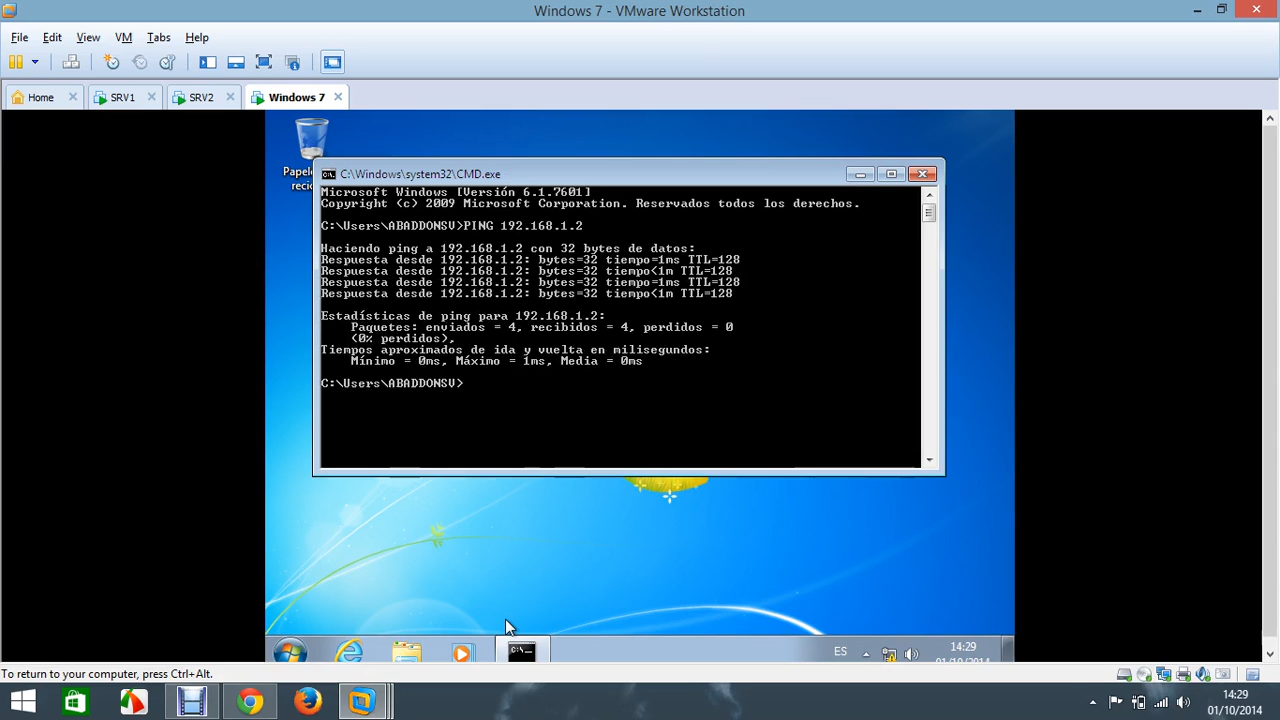 Windows 7 - VMware Workstation
File Edit View VM Tabs Help
Home SRV1 SRV2 Windows 7
C:\Windows\system32\CMD.exe
Microsoft Windows [Versión 6.1.7601]
Copyright (c) 2009 Microsoft Corporation. Reservados todos los derechos.
C:\Users\ABADDONSV>PING 192.168.1.2
Haciendo ping a 192.168.1.2 con 32 bytes de datos:
Respuesta desde 192.168.1.2: bytes=32 tiempo=1ms TTL=128
Respuesta desde 192.168.1.2: bytes=32 tiempo<1m TTL=128
Respuesta desde 192.168.1.2: bytes=32 tiempo=1ms TTL=128
Respuesta desde 192.168.1.2: bytes=32 tiempo<1m TTL=128
Estadísticas de ping para 192.168.1.2:
Paquetes: enviados = 4, recibidos = 4, perdidos = 0
(0% perdidos),
Tiempos aproximados de ida y vuelta en milisegundos:
Mínimo = 0ms, Máximo = 1ms, Media = 0ms
C:\Users\ABADDONSV>
ES
14:29
01/10/2014
To return to your computer, press Ctrl+Alt.
14:29
01/10/2014